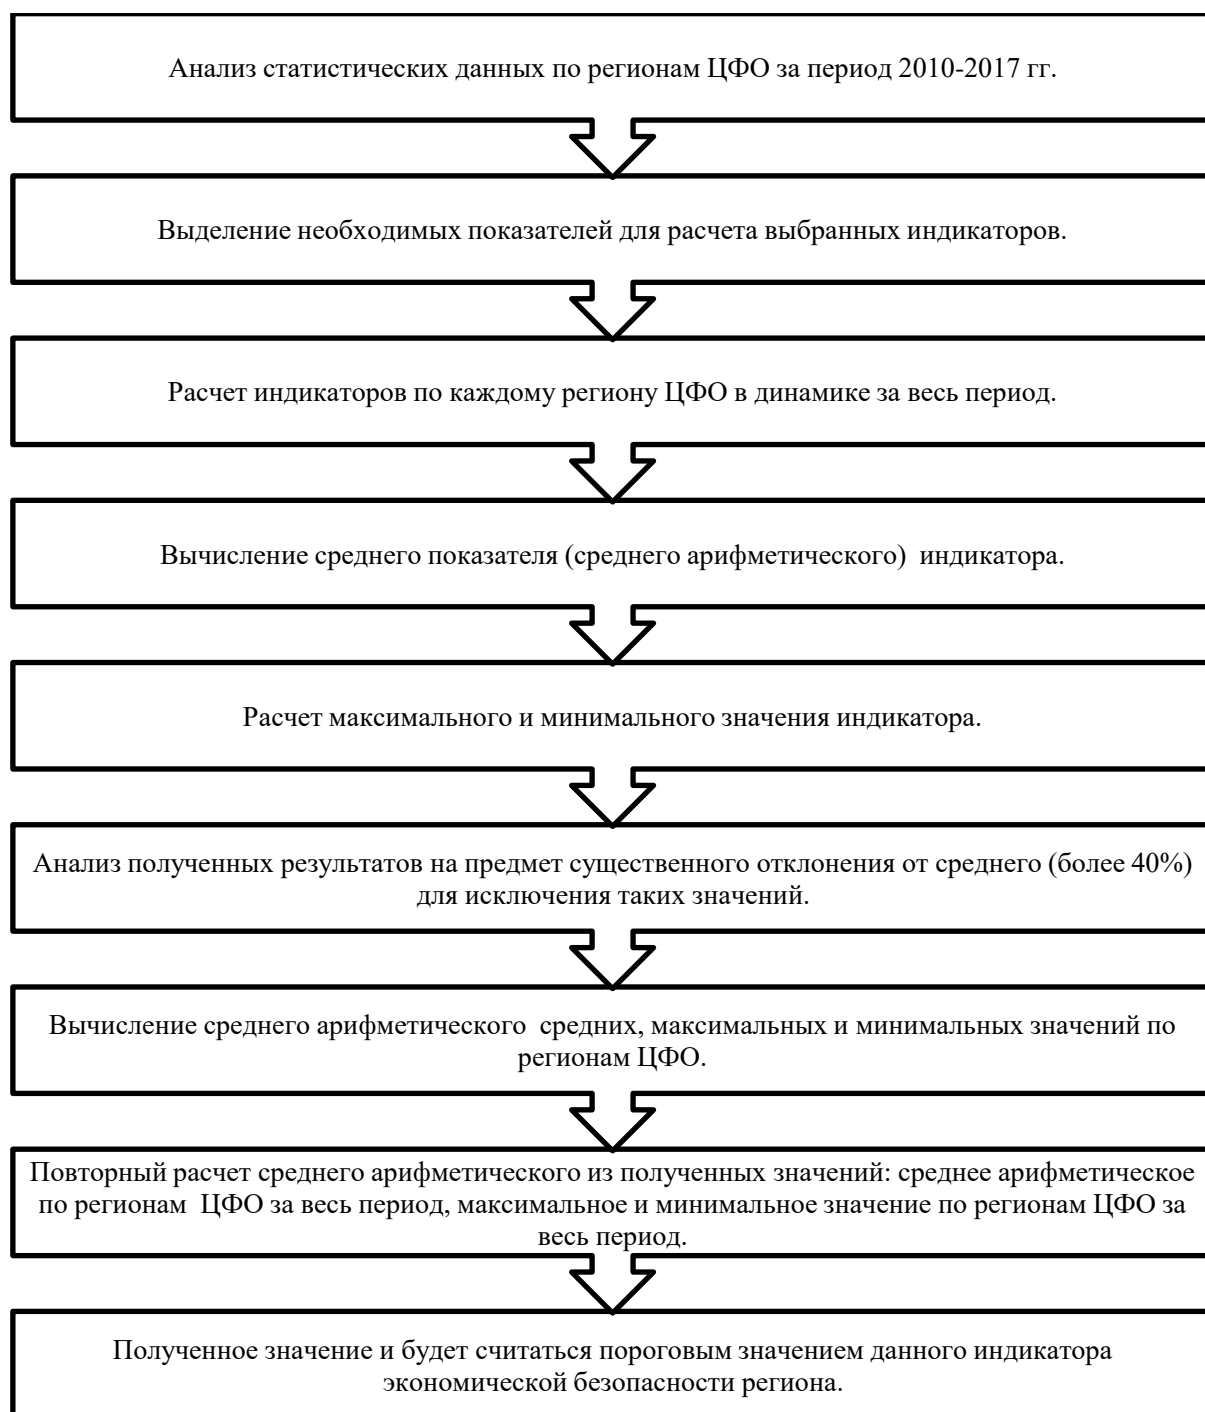 Анализ статистических данных по регионам ЦФО за период 2010-2017 гг.
Выделение необходимых показателей для расчета выбранных индикаторов.
Расчет индикаторов по каждому региону ЦФО в динамике за весь период.
Вычисление среднего показателя (среднего арифметического)  индикатора.
Расчет максимального и минимального значения индикатора.
Анализ полученных результатов на предмет существенного отклонения от среднего (более 40%)
для исключения таких значений.
Вычисление среднего арифметического  средних, максимальных и минимальных значений по
регионам ЦФО.
Повторный расчет среднего арифметического из полученных значений: среднее арифметическое
по регионам  ЦФО за весь период, максимальное и минимальное значение по регионам ЦФО за
весь период.
Полученное значение и будет считаться пороговым значением данного индикатора
экономической безопасности региона.